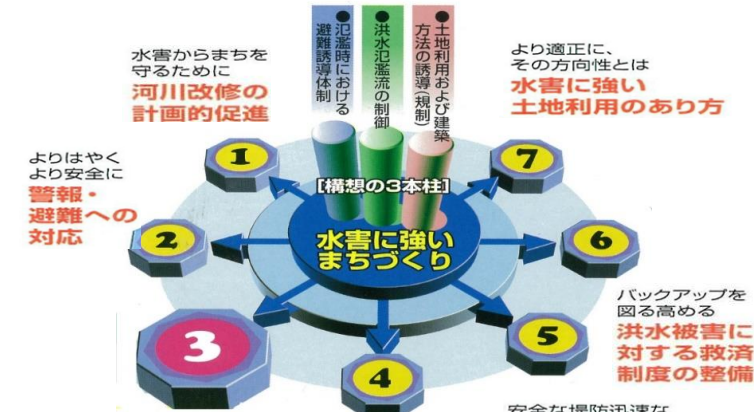 ●氾濫時における
避難誘導体制
●洪水氾濫流の制御
●土地利用および建築
方法の誘導(規制)
水害からまちを
守るために
河川改修の
計画的促進
より適正に、
その方向性とは
水害に強い
土地利用のあり方
1
7
[構想の3本柱]
よりはやく
より安全に
警報・
避難への
対応
2
水害に強い
まちづくり
6
バックアップを
図る高める
洪水被害に
対する救済
制度の整備
3
5
4
安全な堤防迅速な